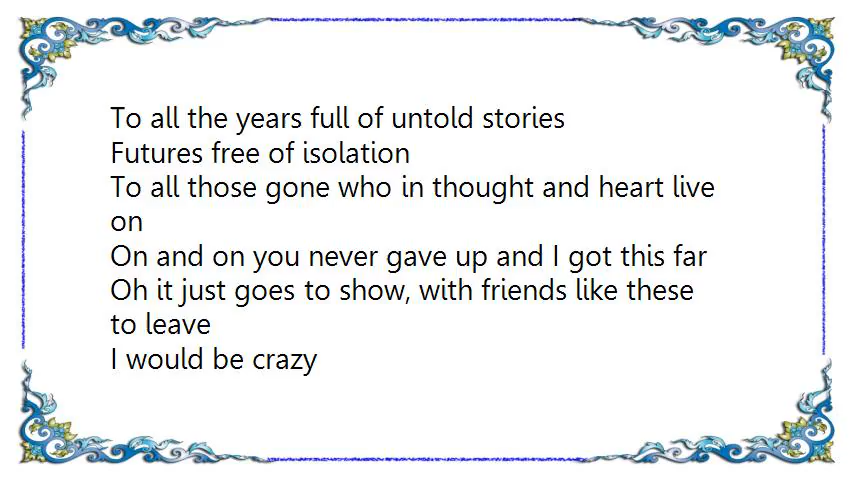 To all the years full of untold stories
Futures free of isolation
To all those gone who in thought and heart live
on
On and on you never gave up and I got this far
Oh it just goes to show, with friends like these
to leave
I would be crazy